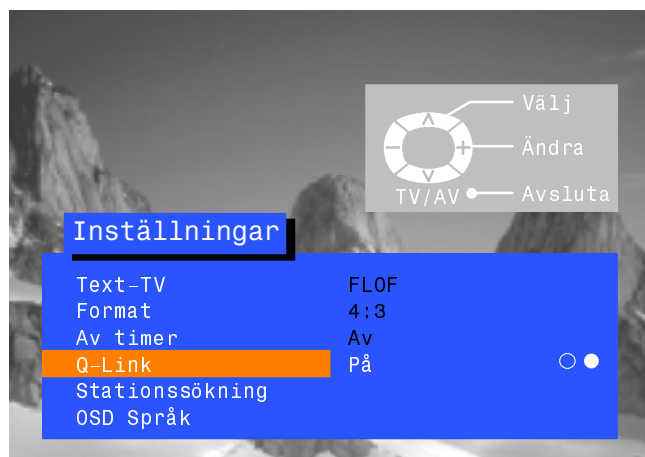 Välj
Ändra
TV/AV Avsluta
Inställningar
Text-TV FLOF
Format 4:3
Av timer Av
Q-Link På
Stationssökning
OSD Språk